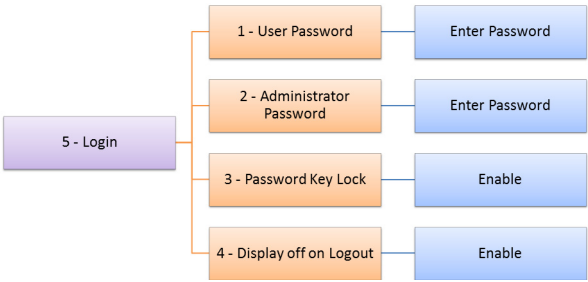 5 - Login
1 - User Password
Enter Password
2 - Administrator
Password
Enter Password
3 - Password Key Lock
Enable
4 - Display off on Logout
Enable